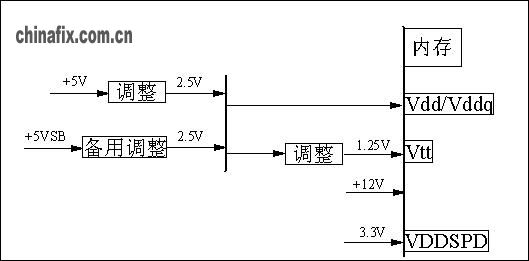 chinafix.com.cn
内存
+5V
调整
2.5V
Vdd/Vddq
+5VSB
备用调整
2.5V
调整
1.25V
Vtt
+12V
3.3V
VDDSPD